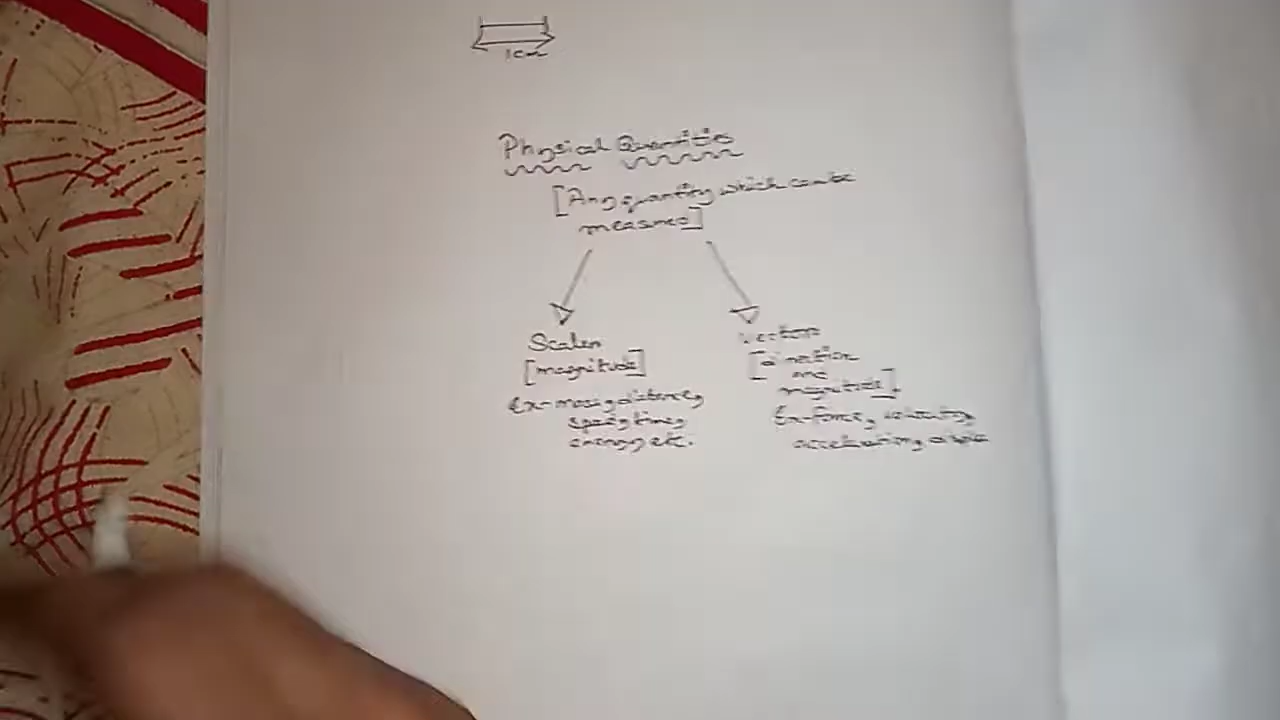 1cm
Physical Quantities
[Any quantity which can be
measured]
Scalar
[magnitude]
Ex- mass, distance,
speed, time,
energy etc.
Vector
[direction
and
magnitude]
Ex- force, velocity,
acceleration,